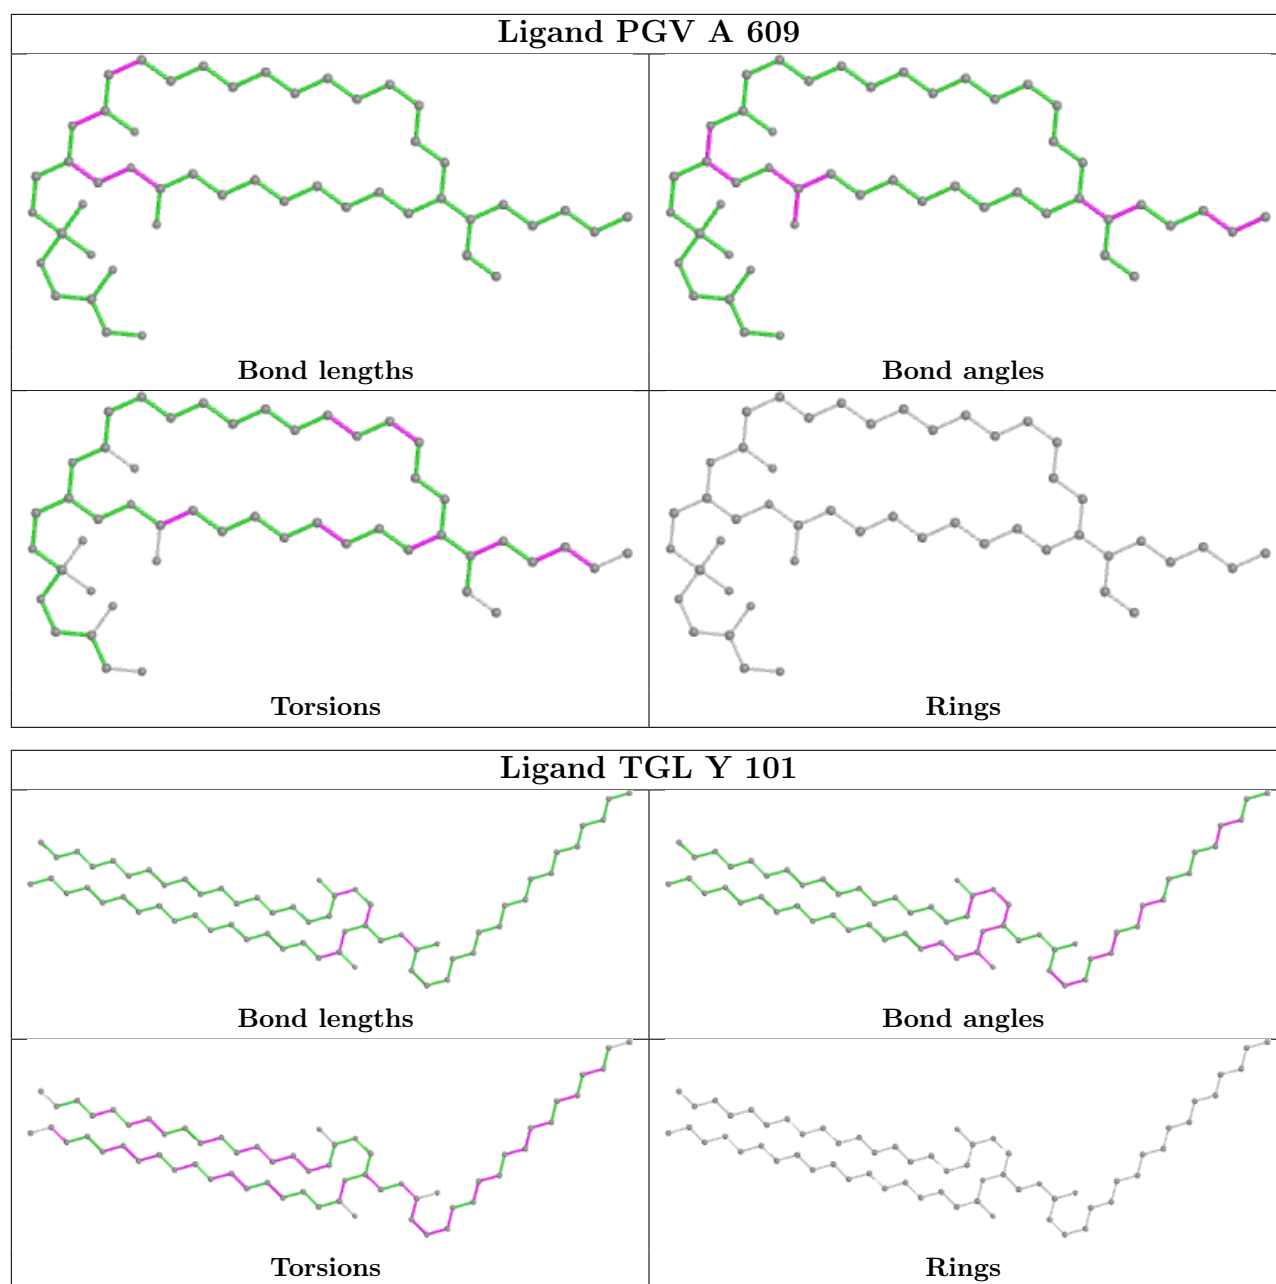 Ligand PGV A 609
Bond lengths
Bond angles
Torsions
Rings
Ligand TGL Y 101
Bond lengths
Bond angles
Torsions
Rings